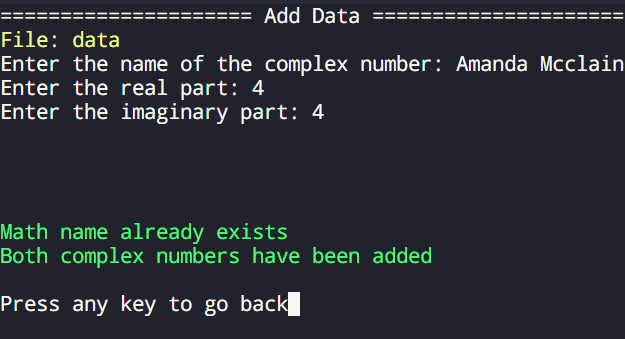 ===================== Add Data =====================
File: data
Enter the name of the complex number: Amanda Mcclain
Enter the real part: 4
Enter the imaginary part: 4
Math name already exists
Both complex numbers have been added
Press any key to go back